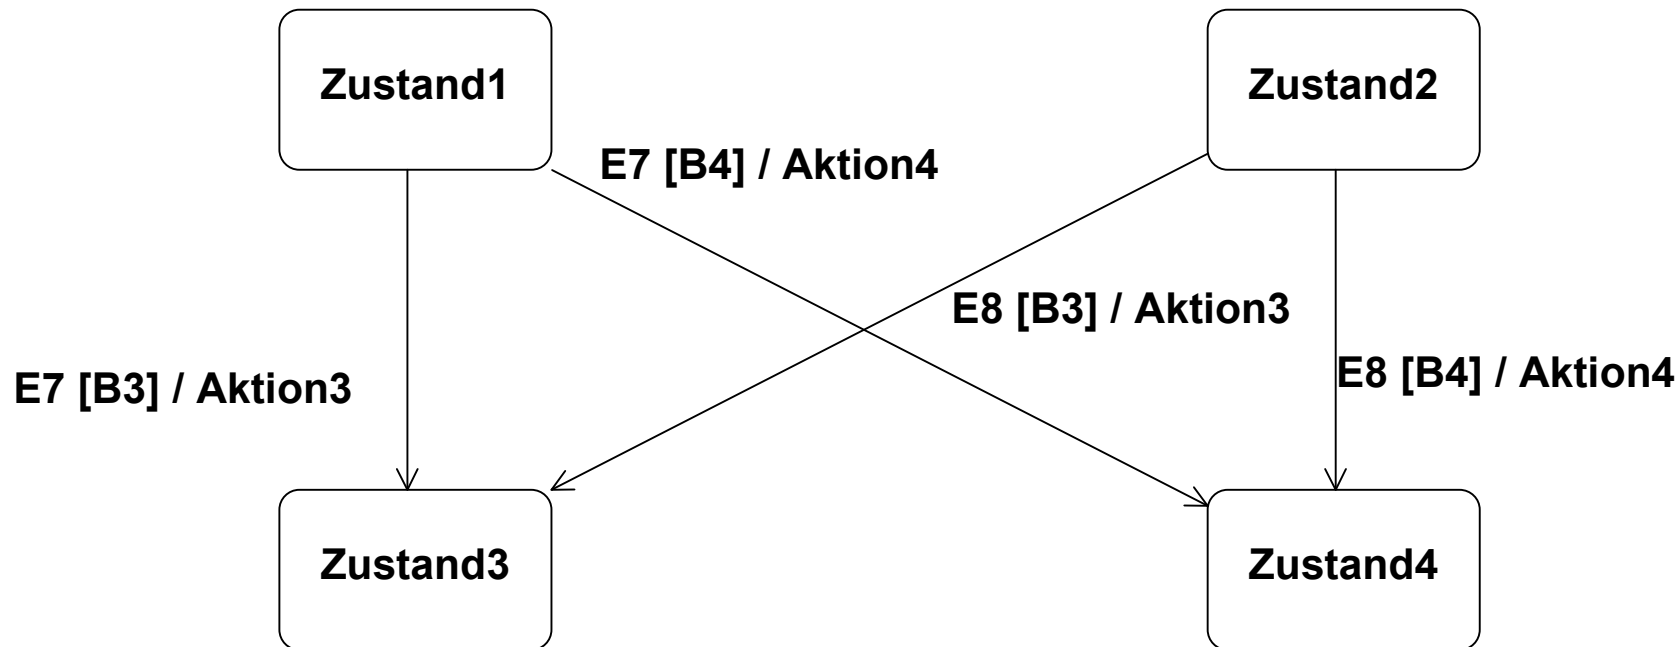 Zustand1
Zustand2
E7 [B4] / Aktion4
E8 [B3] / Aktion3
E7 [B3] / Aktion3
E8 [B4] / Aktion4
Zustand3
Zustand4